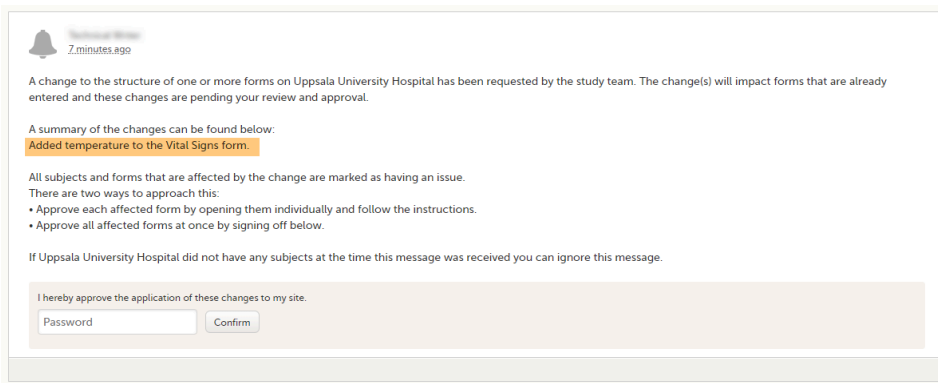 7 minutes ago
A change to the structure of one or more forms on Uppsala University Hospital has been requested by the study team. The change(s) will impact forms that are already
entered and these changes are pending your review and approval.
A summary of the changes can be found below:
Added temperature to the Vital Signs form.
All subjects and forms that are affected by the change are marked as having an issue.
There are two ways to approach this:
• Approve each affected form by opening them individually and follow the instructions.
• Approve all affected forms at once by signing off below.
If Uppsala University Hospital did not have any subjects at the time this message was received you can ignore this message.
I hereby approve the application of these changes to my site.
Password Confirm